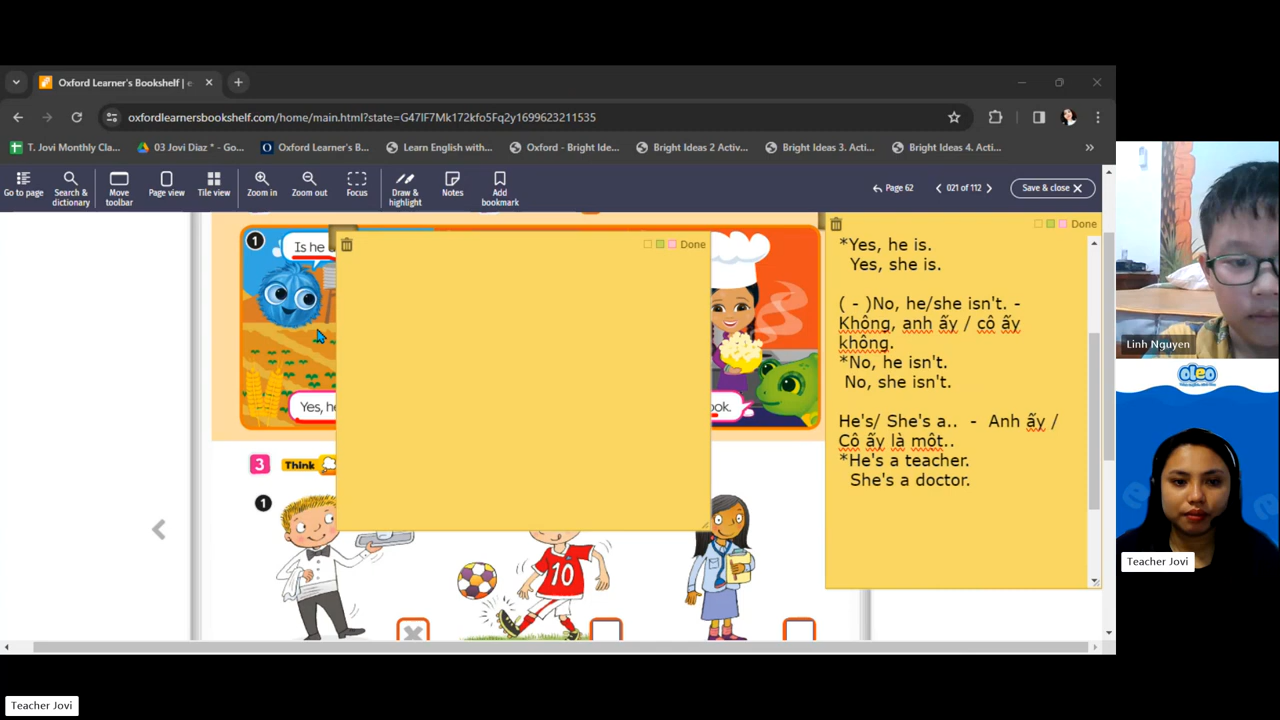 Oxford Learner's Bookshelf | e
oxfordlearnersbookshelf.com/home/main.html?state=G47IF7Mk172kfo5Fq2y1699623211535
T. Jovi Monthly Cla...
03 Jovi Diaz * - Go...
Oxford Learner's B...
Learn English with...
Oxford - Bright Ide...
Bright Ideas 2 Activ...
Bright Ideas 3. Acti...
Bright Ideas 4. Acti...
Go to page
Search & dictionary
Move toolbar
Page view
Tile view
Zoom in
Zoom out
Focus
Draw & highlight
Notes
Add bookmark
Page 62
021 of 112
Save & close
1
Is he
Yes, he
ook.
Done
Done
*Yes, he is.
Yes, she is.
( - )No, he/she isn't. -
Không, anh ấy / cô ấy
không.
*No, he isn't.
No, she isn't.
He's/ She's a.. - Anh ấy /
Cô ấy là một..
*He's a teacher.
She's a doctor.
3 Think
1
10
Linh Nguyen
oleo
Teacher Jovi
Teacher Jovi